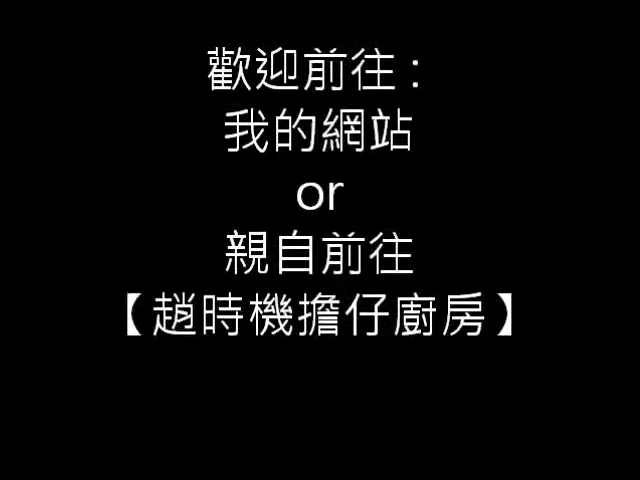 歡迎前往：
我的網站
or
親自前往
【趙時機擔仔廚房】